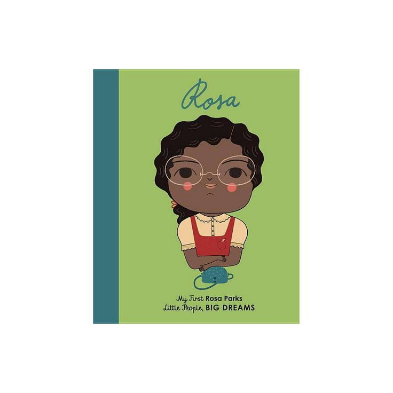 Rosa
My First Rosa Parks
Little People, BIG DREAMS